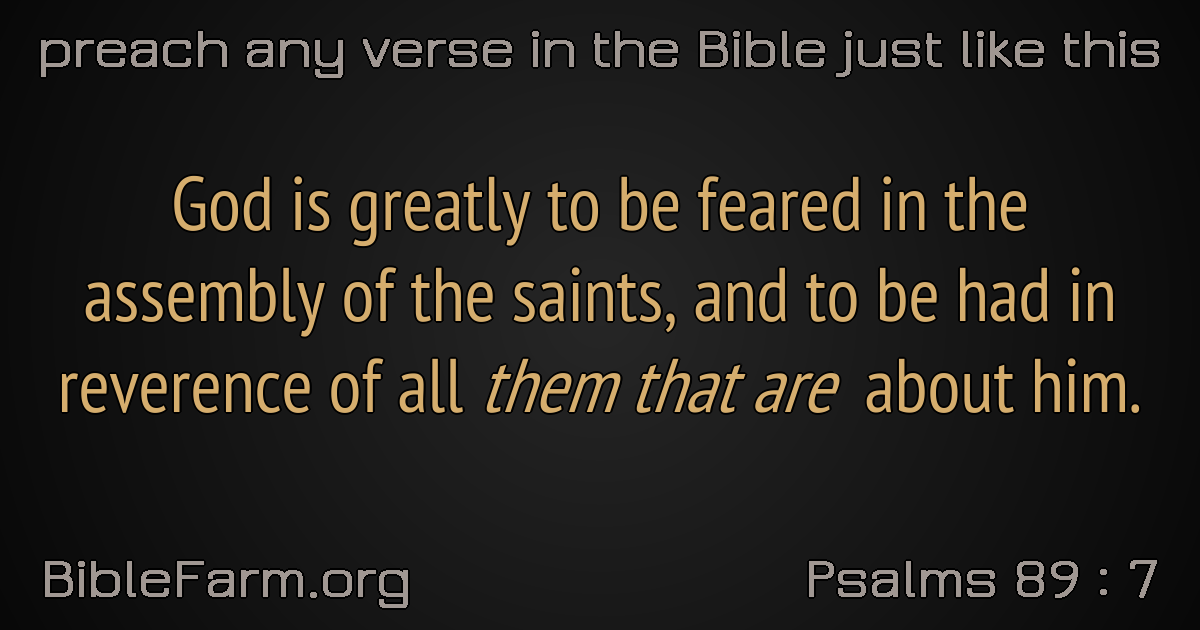 preach any verse in the Bible just like this
God is greatly to be feared in the
assembly of the saints, and to be had in
reverence of all them that are about him.
BibleFarm.org
Psalms 89 : 7